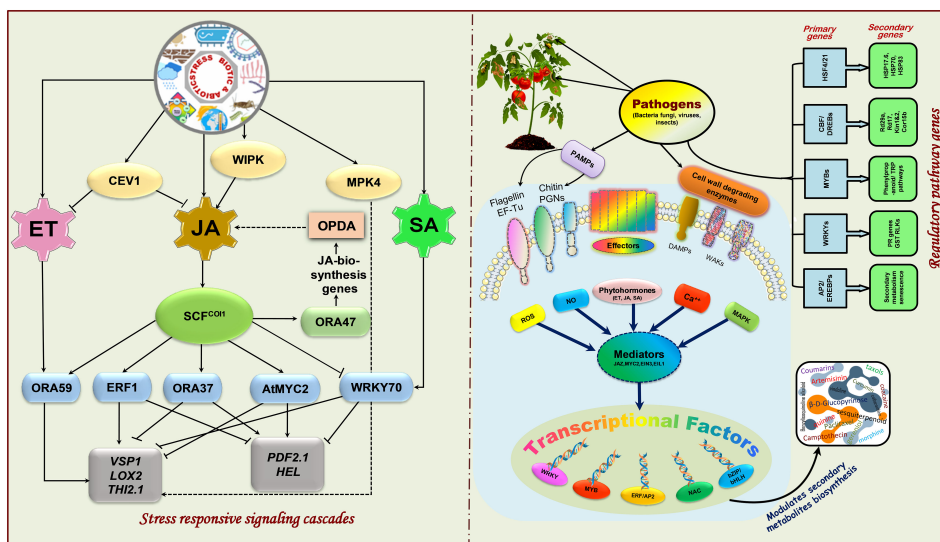 BIOTIC & ABIOTIC STRESS
CEV1
WIPK
MPK4
ET
JA
SA
OPDA
JA-bio-
synthesis
genes
SCFCOI1
ORA47
ORA59
ERF1
ORA37
AtMYC2
WRKY70
VSP1
LOX2
THI2.1
PDF2.1
HEL
Stress responsive signaling cascades
Pathogens
(Bacteria fungi, viruses,
insects)
PAMPs
Flagellin
EF-Tu
Chitin
PGNs
Cell wall degrading
enzymes
Effectors
DAMPs
WAKs
ROS
NO
Phytohormones
(ET, JA, SA)
Ca++
MAPK
Mediators
JAZ,MYC2,EIN3,EIL1
Transcriptional Factors
WRKY
MYB
ERF/AP2
NAC
bZIP/
bHLH
Modulates secondary
metabolites biosynthesis
Primary
genes
Secondary
genes
HSF4/21
HSP17.6,
HSP70,
HSP83
CBF/
DREBs
Rd29a,
Rd17,
Kin1&2,
Cor15b
MYBs
Phenylprop
anoid/ TRP
pathways
WRKYs
PR genes
GST RLKs
AP2/
EREBPs
Secondary
metabolism
senescence
Regulatory pathway genes
Coumarins
taxols
Artemisinin
β-D-Glucopyrinose
sesquiterpenoid
Camptothecin
morphine